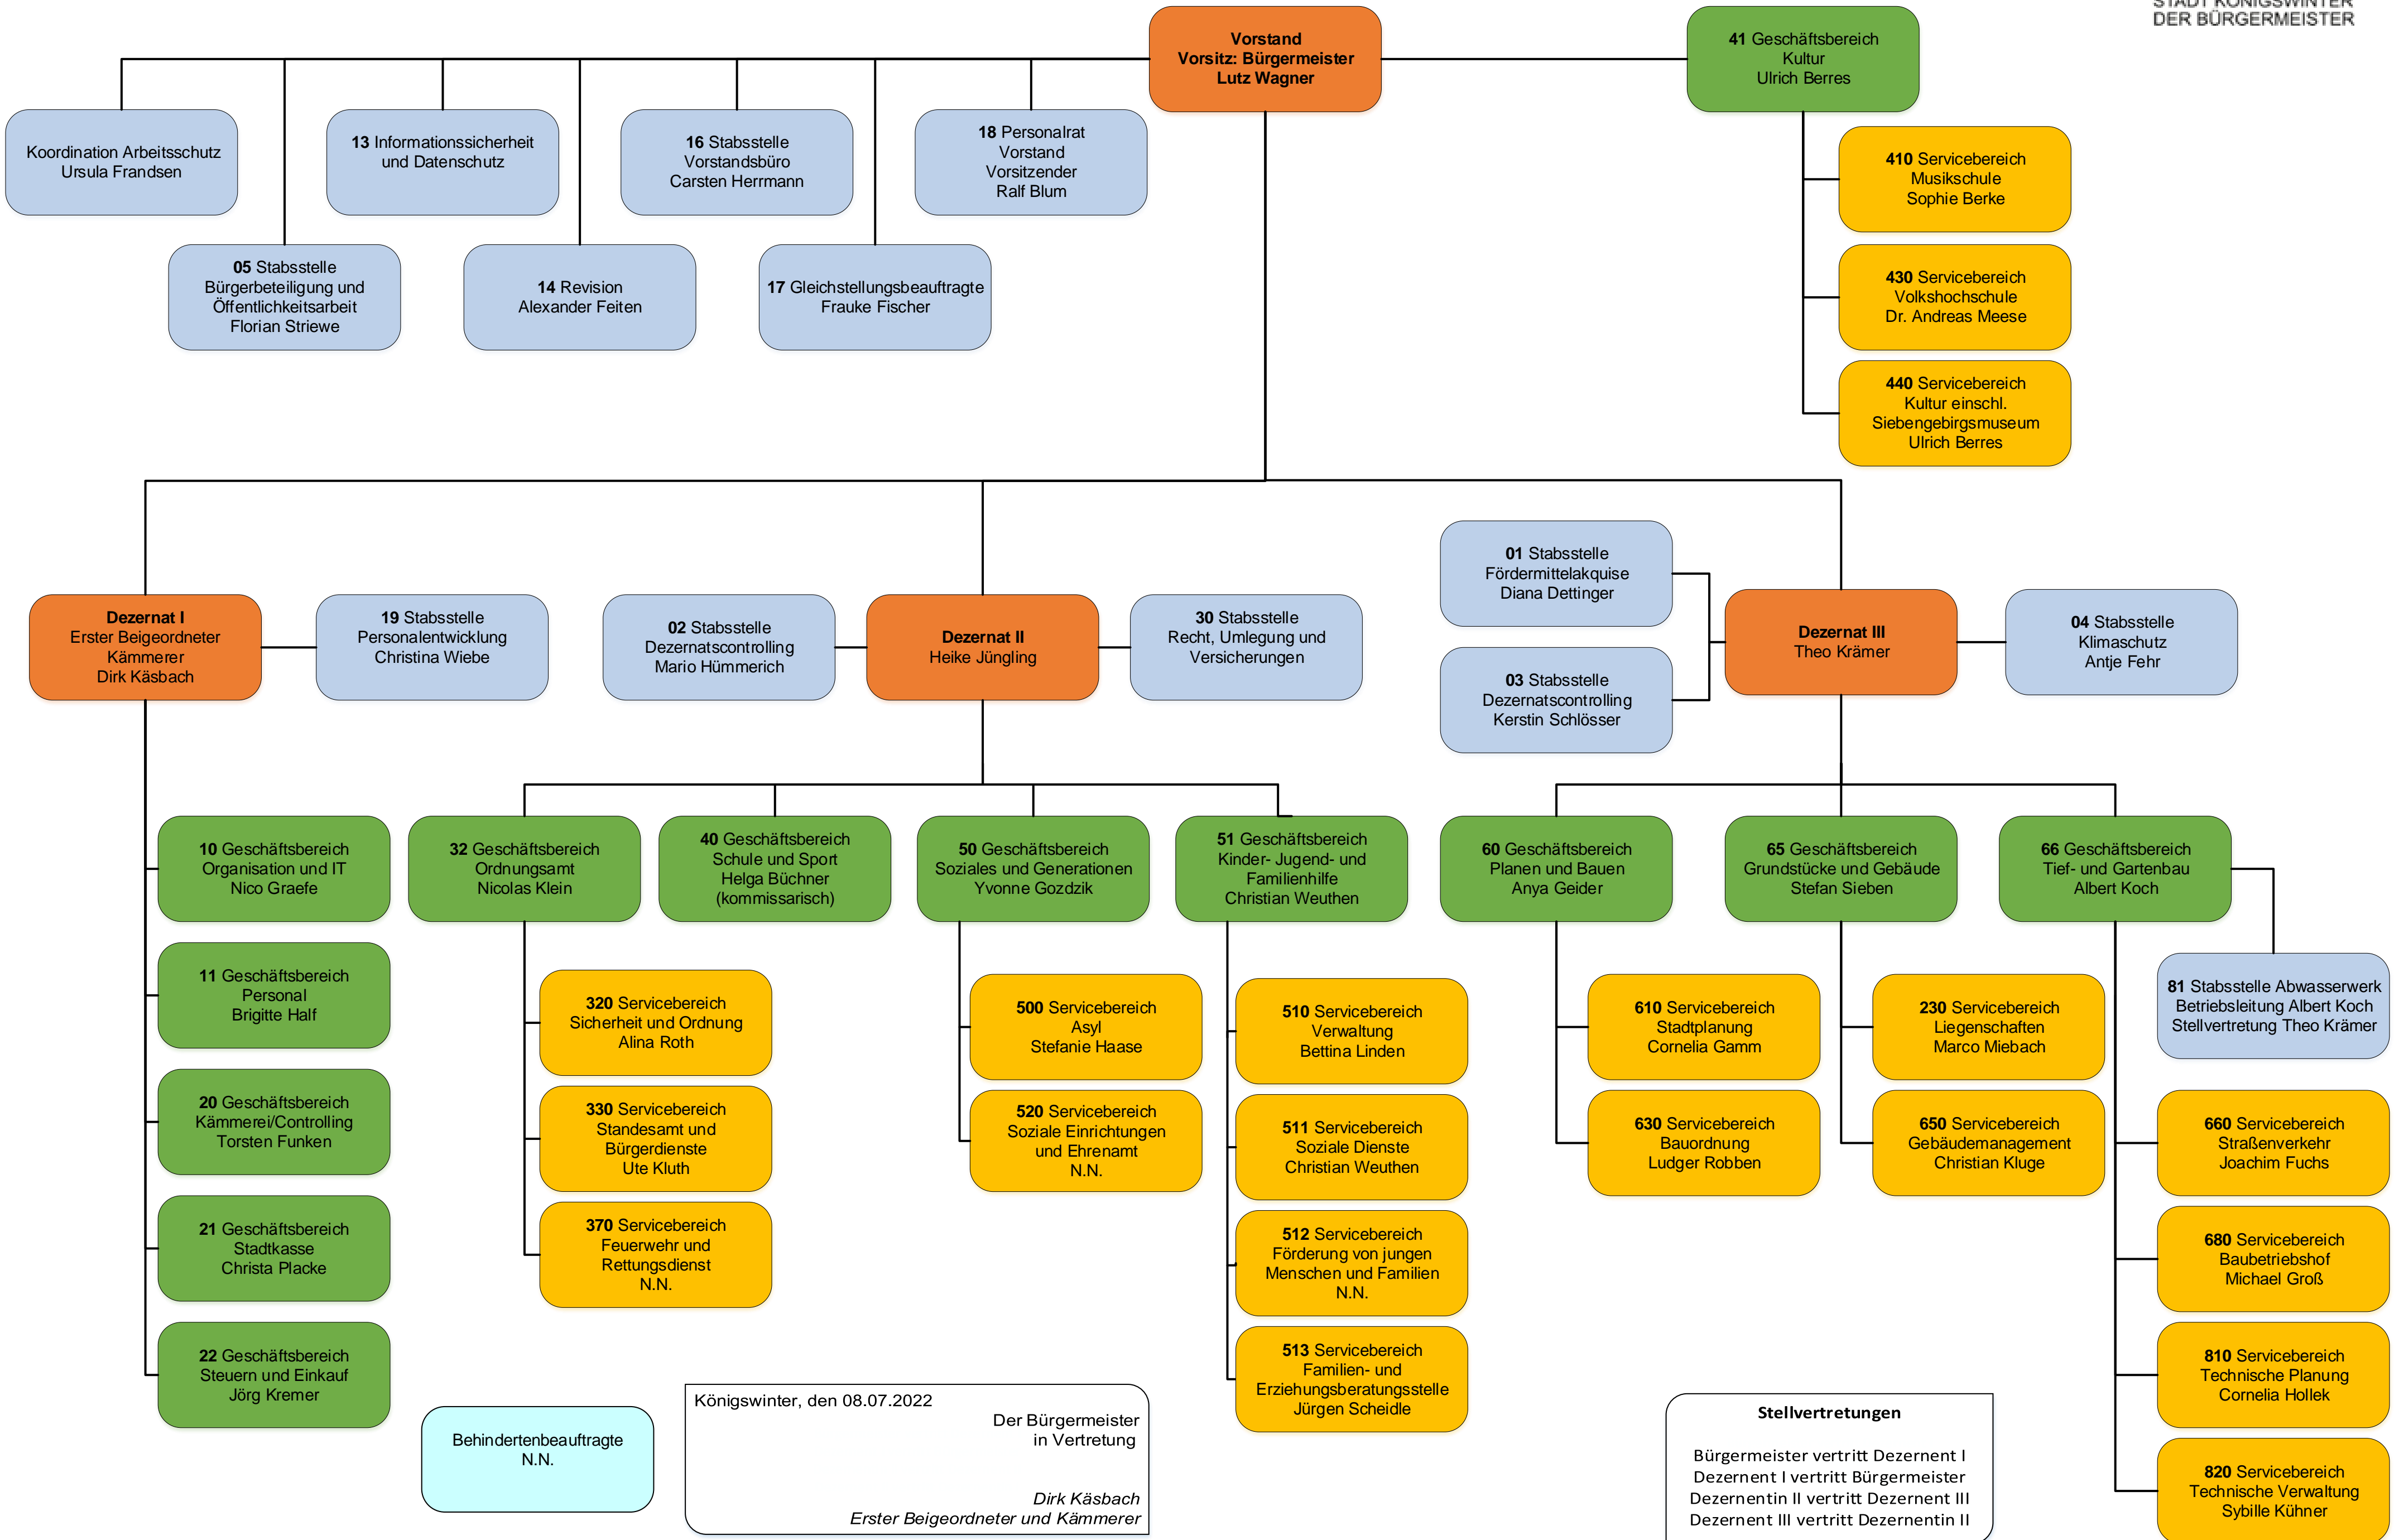 STADT KÖNIGSWINTER
DER BÜRGERMEISTER
Vorstand
Vorsitz: Bürgermeister
Lutz Wagner
41 Geschäftsbereich
Kultur
Ulrich Berres
Koordination Arbeitsschutz
Ursula Frandsen
13 Informationssicherheit
und Datenschutz
16 Stabsstelle
Vorstandsbüro
Carsten Herrmann
18 Personalrat
Vorstand
Vorsitzender
Ralf Blum
410 Servicebereich
Musikschule
Sophie Berke
05 Stabsstelle
Bürgerbeteiligung und
Öffentlichkeitsarbeit
Florian Striewe
14 Revision
Alexander Feiten
17 Gleichstellungsbeauftragte
Frauke Fischer
430 Servicebereich
Volkshochschule
Dr. Andreas Meese
440 Servicebereich
Kultur einschl.
Siebengebirgsmuseum
Ulrich Berres
Dezernat I
Erster Beigeordneter
Kämmerer
Dirk Käsbach
19 Stabsstelle
Personalentwicklung
Christina Wiebe
02 Stabsstelle
Dezernatscontrolling
Mario Hümmerich
Dezernat II
Heike Jüngling
30 Stabsstelle
Recht, Umlegung und
Versicherungen
01 Stabsstelle
Fördermittelakquise
Diana Dettinger
03 Stabsstelle
Dezernatscontrolling
Kerstin Schlösser
Dezernat III
Theo Krämer
04 Stabsstelle
Klimaschutz
Antje Fehr
10 Geschäftsbereich
Organisation und IT
Nico Graefe
11 Geschäftsbereich
Personal
Brigitte Half
20 Geschäftsbereich
Kämmerei/Controlling
Torsten Funken
21 Geschäftsbereich
Stadtkasse
Christa Placke
22 Geschäftsbereich
Steuern und Einkauf
Jörg Kremer
32 Geschäftsbereich
Ordnungsamt
Nicolas Klein
320 Servicebereich
Sicherheit und Ordnung
Alina Roth
330 Servicebereich
Standesamt und
Bürgerdienste
Ute Kluth
370 Servicebereich
Feuerwehr und
Rettungsdienst
N.N.
40 Geschäftsbereich
Schule und Sport
Helga Büchner
(kommissarisch)
50 Geschäftsbereich
Soziales und Generationen
Yvonne Gozdzik
500 Servicebereich
Asyl
Stefanie Haase
520 Servicebereich
Soziale Einrichtungen
und Ehrenamt
N.N.
51 Geschäftsbereich
Kinder- Jugend- und
Familienhilfe
Christian Weuthen
510 Servicebereich
Verwaltung
Bettina Linden
511 Servicebereich
Soziale Dienste
Christian Weuthen
512 Servicebereich
Förderung von jungen
Menschen und Familien
N.N.
513 Servicebereich
Familien- und
Erziehungsberatungsstelle
Jürgen Scheidle
60 Geschäftsbereich
Planen und Bauen
Anya Geider
610 Servicebereich
Stadtplanung
Cornelia Gamm
630 Servicebereich
Bauordnung
Ludger Robben
65 Geschäftsbereich
Grundstücke und Gebäude
Stefan Sieben
230 Servicebereich
Liegenschaften
Marco Miebach
650 Servicebereich
Gebäudemanagement
Christian Kluge
66 Geschäftsbereich
Tief- und Gartenbau
Albert Koch
81 Stabsstelle Abwasserwerk
Betriebsleitung Albert Koch
Stellvertretung Theo Krämer
660 Servicebereich
Straßenverkehr
Joachim Fuchs
680 Servicebereich
Baubetriebshof
Michael Groß
810 Servicebereich
Technische Planung
Cornelia Hollek
820 Servicebereich
Technische Verwaltung
Sybille Kühner
Behindertenbeauftragte
N.N.
Königswinter, den 08.07.2022
Der Bürgermeister
in Vertretung
Dirk Käsbach
Erster Beigeordneter und Kämmerer
Stellvertretungen
Bürgermeister vertritt Dezernent I
Dezernent I vertritt Bürgermeister
Dezernentin II vertritt Dezernent III
Dezernent III vertritt Dezernentin II